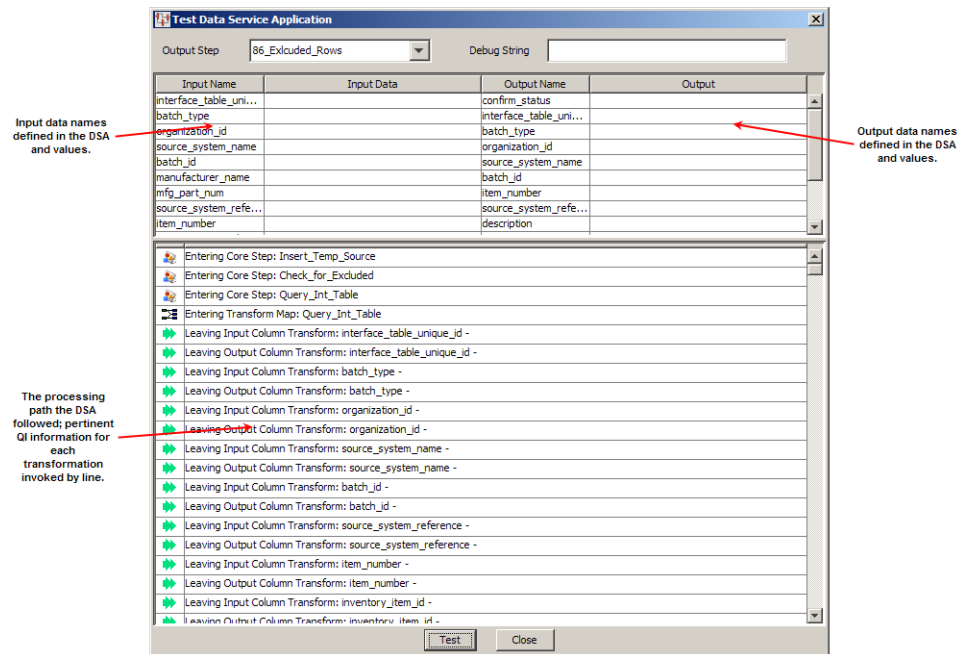 Test Data Service Application
Output Step
86_Exlcuded_Rows
Debug String
Input Name
Input Data
Output Name
Output
interface_table_uni...
confirm_status
batch_type
interface_table_uni...
organization_id
batch_type
source_system_name
organization_id
batch_id
source_system_name
manufacturer_name
batch_id
mfg_part_num
item_number
source_system_refe...
source_system_refe...
item_number
description
Input data names
defined in the DSA
and values.
Output data names
defined in the DSA
and values.
Entering Core Step: Insert_Temp_Source
Entering Core Step: Check_for_Excluded
Entering Core Step: Query_Int_Table
Entering Transform Map: Query_Int_Table
Leaving Input Column Transform: interface_table_unique_id -
Leaving Output Column Transform: interface_table_unique_id -
Leaving Input Column Transform: batch_type -
Leaving Output Column Transform: batch_type -
Leaving Input Column Transform: organization_id -
Leaving Output Column Transform: organization_id -
Leaving Input Column Transform: source_system_name -
Leaving Output Column Transform: source_system_name -
Leaving Input Column Transform: batch_id -
Leaving Output Column Transform: batch_id -
Leaving Input Column Transform: source_system_reference -
Leaving Output Column Transform: source_system_reference -
Leaving Input Column Transform: item_number -
Leaving Output Column Transform: item_number -
Leaving Input Column Transform: inventory_item_id -
Leaving Output Column Transform: inventory_item_id -
The processing
path the DSA
followed; pertinent
QI information for
each
transformation
invoked by line.
Test
Close